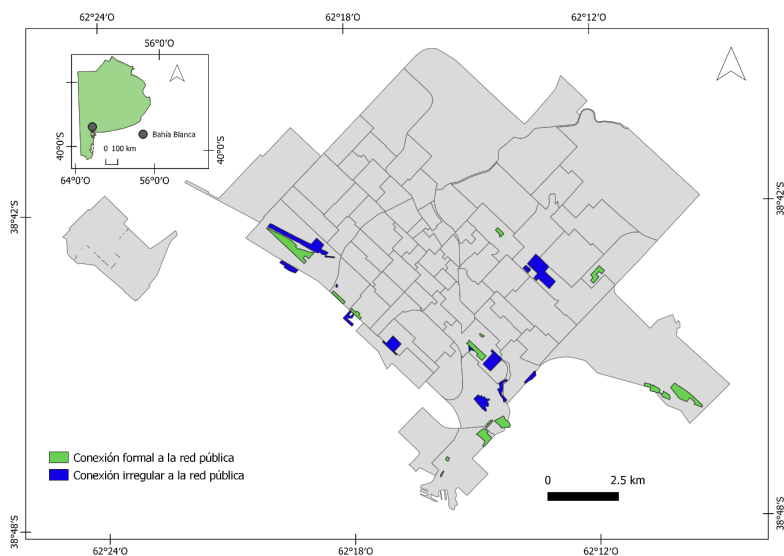 62°24'O
62°18'O
62°12'O
56°0'O
40°0'S
40°0'S
Bahía Blanca
0 100 km
64°0'O
56°0'O
38°42'S
38°42'S
Conexión formal a la red pública
Conexión irregular a la red pública
0 2.5 km
38°48'S
38°48'S
62°24'O
62°18'O
62°12'O